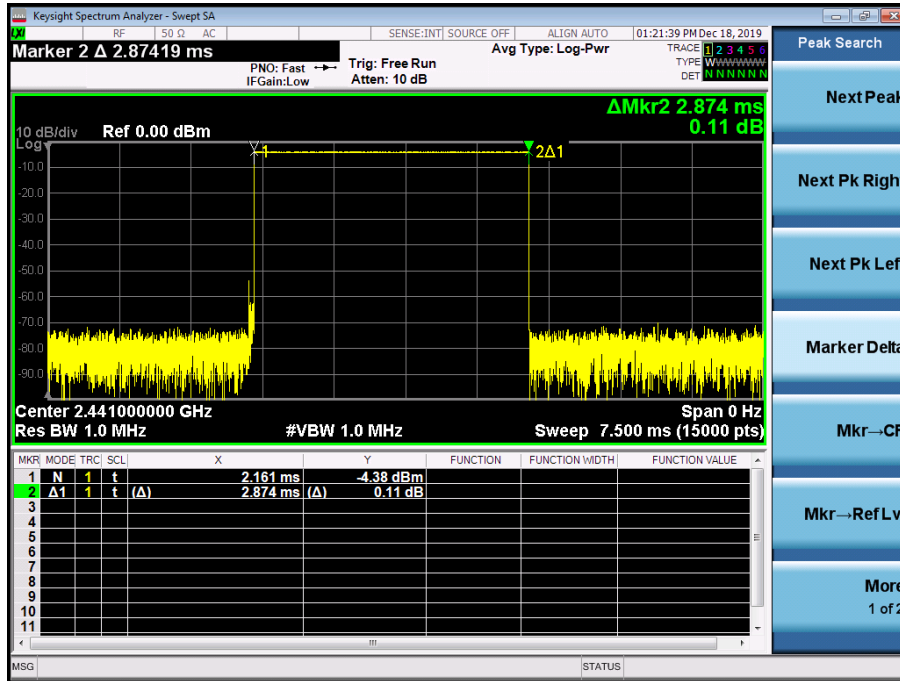 Keysight Spectrum Analyzer - Swept SA
LXI RF 50 Ω AC SENSE:INT SOURCE OFF ALIGN AUTO 01:21:39 PM Dec 18, 2019
Marker 2 Δ 2.87419 ms
PNO: Fast
IFGain:Low
Trig: Free Run
Atten: 10 dB
Avg Type: Log-Pwr
TRACE 1 2 3 4 5 6
TYPE WWWWWW
DET N N N N N N
Peak Search
ΔMkr2 2.874 ms
0.11 dB
10 dB/div Ref 0.00 dBm
Log
1
2Δ1
-10.0
-20.0
-30.0
-40.0
-50.0
-60.0
-70.0
-80.0
-90.0
Center 2.441000000 GHz Span 0 Hz
Res BW 1.0 MHz #VBW 1.0 MHz Sweep 7.500 ms (15000 pts)
MKR MODE TRC SCL X Y FUNCTION FUNCTION WIDTH FUNCTION VALUE
1 N 1 t 2.161 ms -4.38 dBm
2 Δ1 1 t (Δ) 2.874 ms (Δ) 0.11 dB
3
4
5
6
7
8
9
10
11
MSG STATUS
Next Peak
Next Pk Righ
Next Pk Lef
Marker Delta
Mkr→CF
Mkr→Ref Lv
More
1 of 2